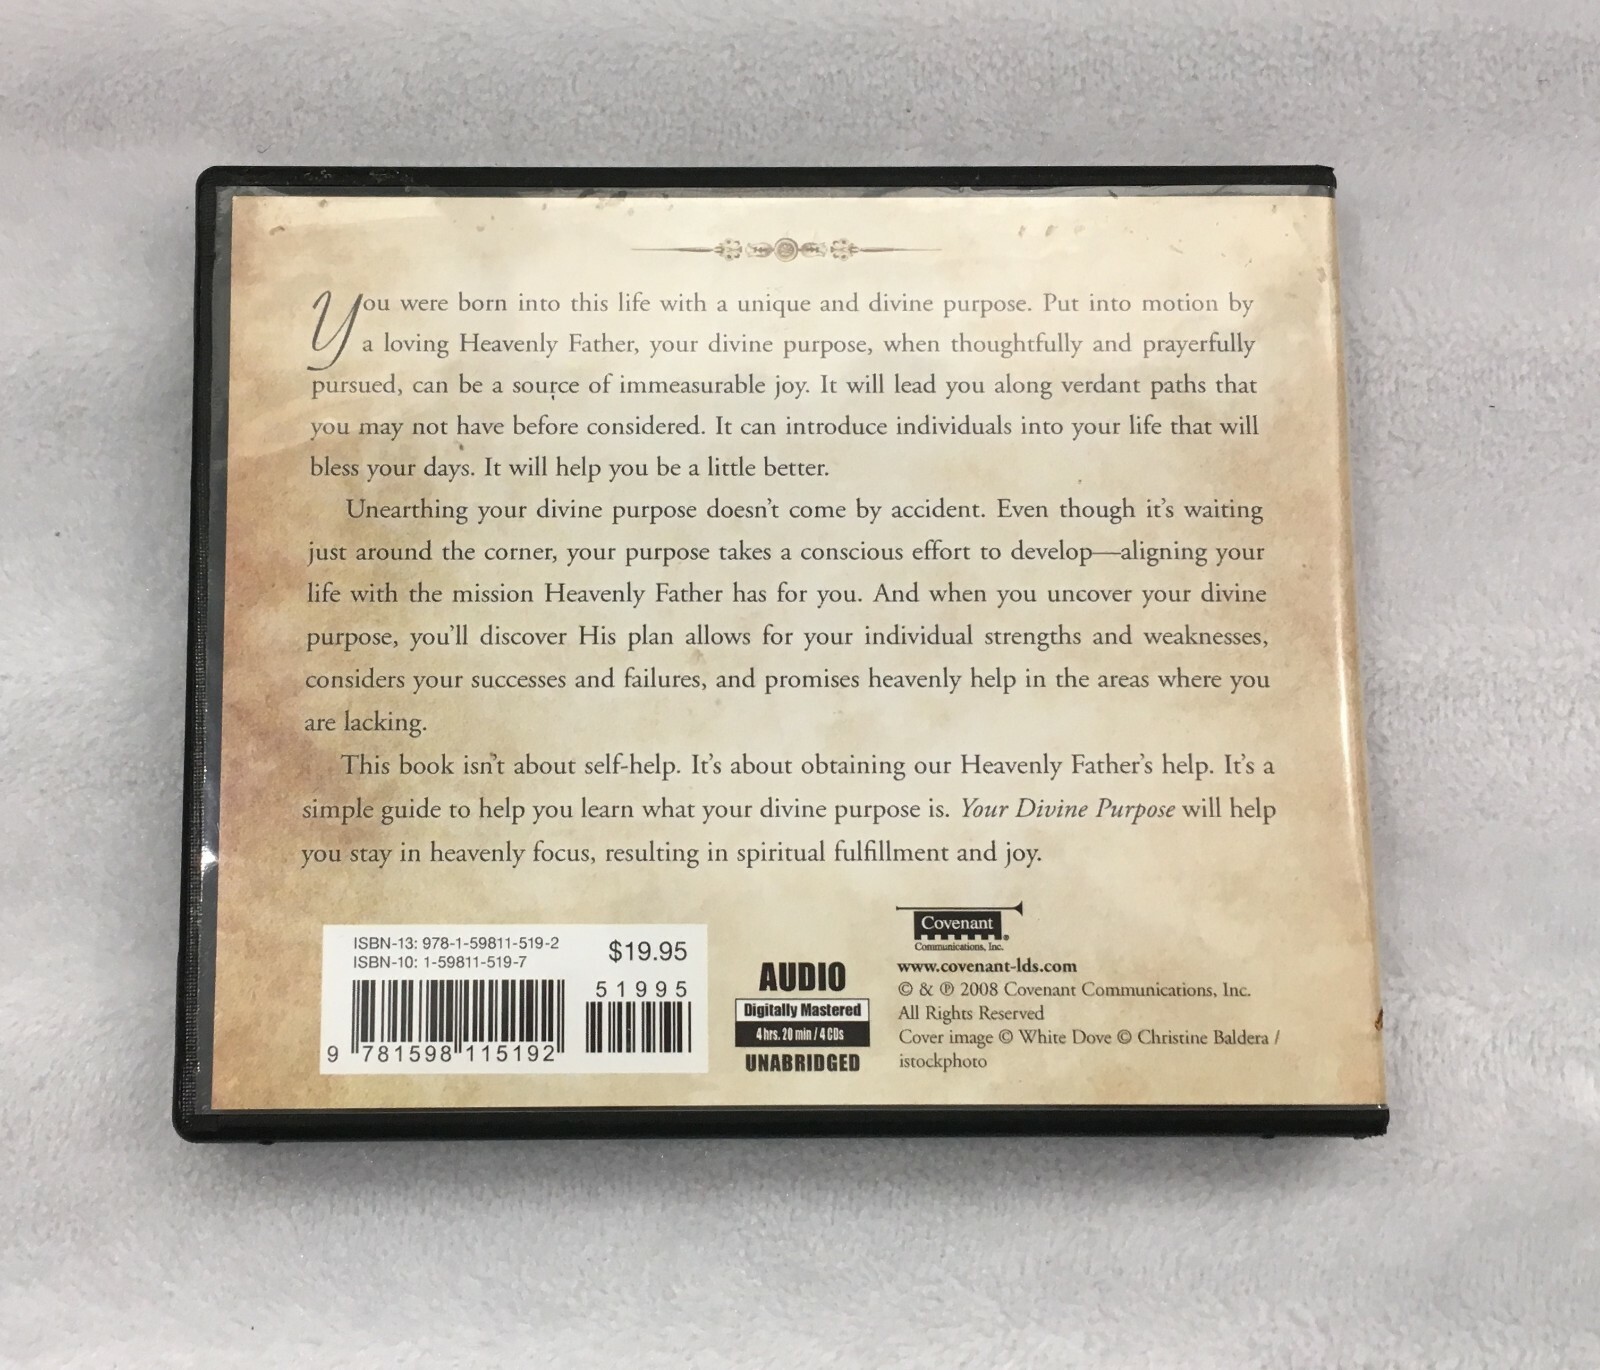 You were born into this life with a unique and divine purpose. Put into motion by
a loving Heavenly Father, your divine purpose, when thoughtfully and prayerfully
pursued, can be a source of immeasurable joy. It will lead you along verdant paths that
you may not have before considered. It can introduce individuals into your life that will
bless your days. It will help you be a little better.
Unearthing your divine purpose doesn't come by accident. Even though it's waiting
just around the corner, your purpose takes a conscious effort to develop—aligning your
life with the mission Heavenly Father has for you. And when you uncover your divine
purpose, you'll discover His plan allows for your individual strengths and weaknesses,
considers your successes and failures, and promises heavenly help in the areas where you
are lacking.
This book isn't about self-help. It's about obtaining our Heavenly Father's help. It's a
simple guide to help you learn what your divine purpose is. Your Divine Purpose will help
you stay in heavenly focus, resulting in spiritual fulfillment and joy.
ISBN-13: 978-1-59811-519-2
ISBN-10: 1-59811-519-7
$19.95
51995
9 781598 115192
AUDIO
Digitally Mastered
4 hrs. 20 min / 4 CDs
UNABRIDGED
Covenant
Communications, Inc.
www.covenant-lds.com
© & ℗ 2008 Covenant Communications, Inc.
All Rights Reserved
Cover image © White Dove © Christine Baldera /
istockphoto